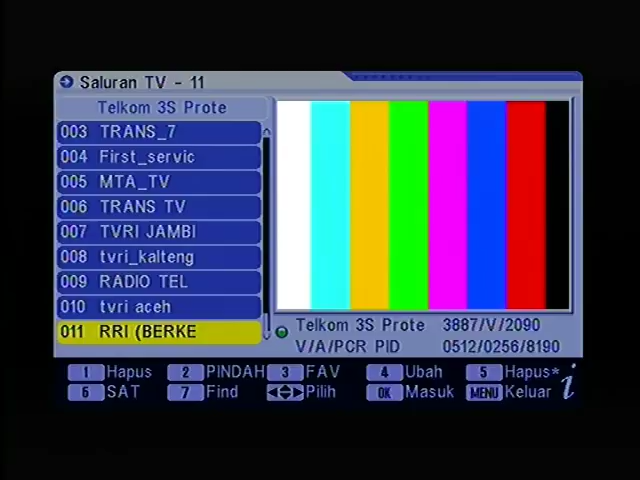 Saluran TV - 11
Telkom 3S Prote
003 TRANS_7
004 First_servic
005 MTA_TV
006 TRANS TV
007 TVRI JAMBI
008 tvri_kalteng
009 RADIO TEL
010 tvri aceh
011 RRI (BERKE
Telkom 3S Prote 3887/V/2090
V/A/PCR PID 0512/0256/8190
1 Hapus 2 PINDAH 3 FAV 4 Ubah 5 Hapus* i
6 SAT 7 Find Pilih OK Masuk MENU Keluar